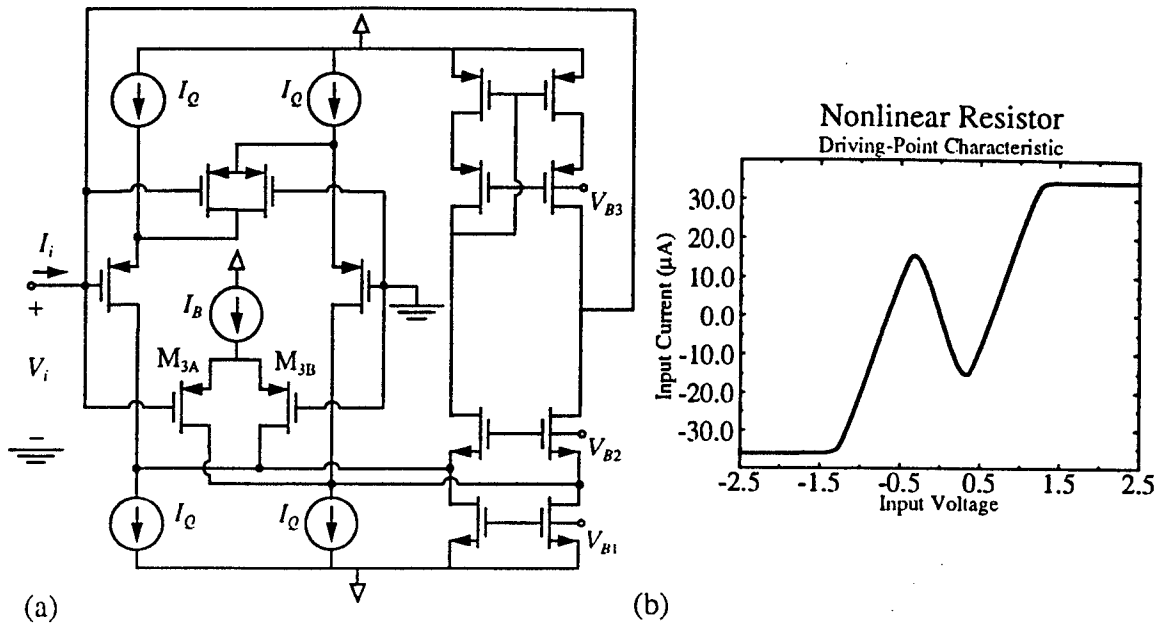 I_Q
I_Q
I_i
+
V_i
-
I_B
M_3A
M_3B
V_B3
V_B2
I_Q
I_Q
V_B1
(a)
Nonlinear Resistor
Driving-Point Characteristic
Input Current (μA)
30.0
20.0
10.0
0.0
-10.0
-20.0
-30.0
-2.5 -1.5 -0.5 0.5 1.5 2.5
Input Voltage
(b)